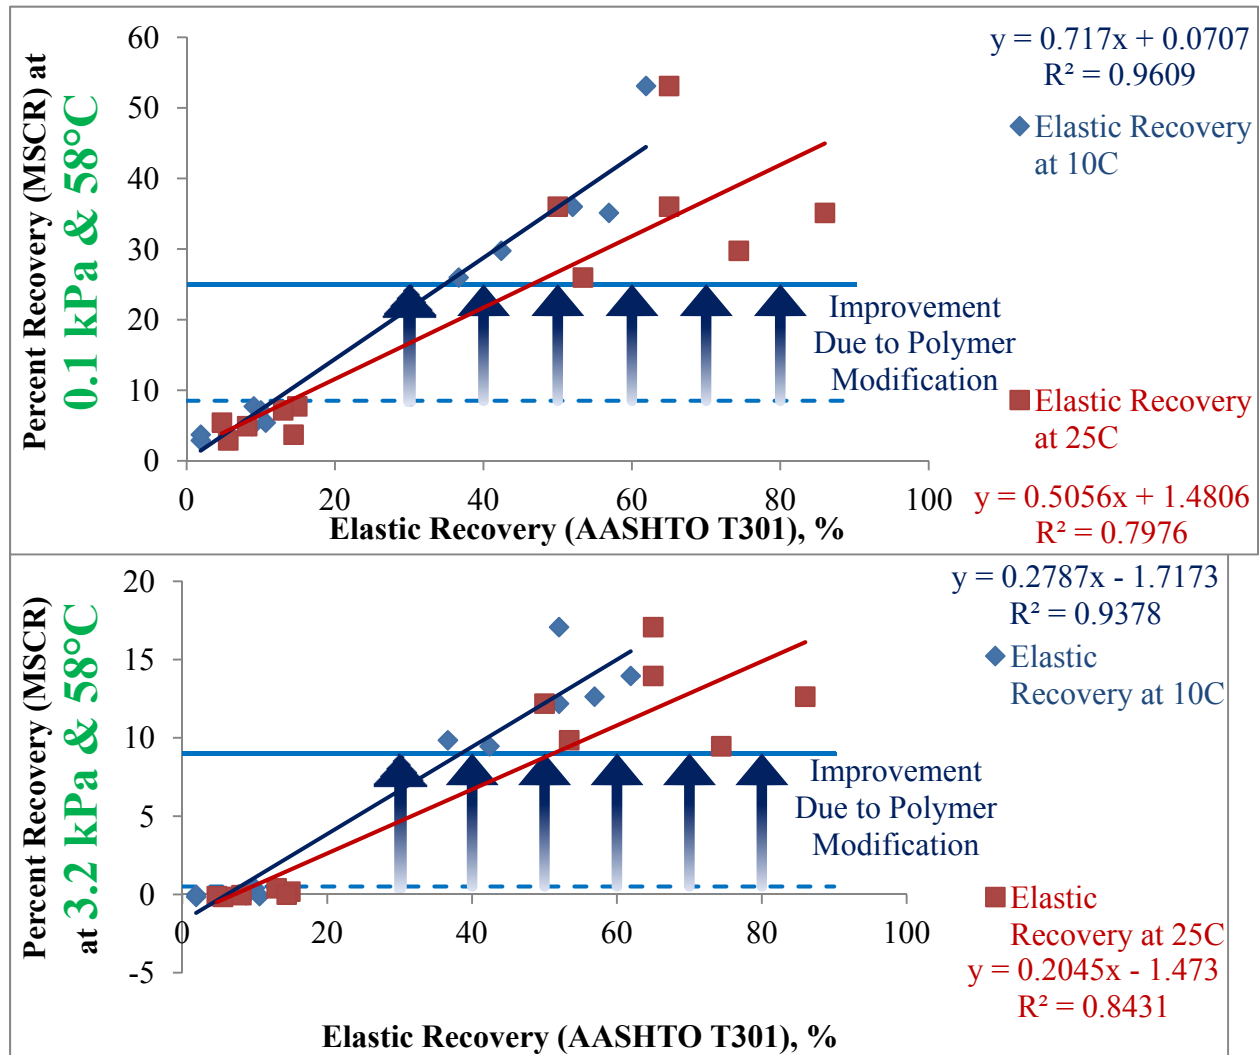 Percent Recovery (MSCR) at
0.1 kPa & 58°C
60
50
40
30
20
10
0
0 20 40 60 80 100
Elastic Recovery (AASHTO T301), %
y = 0.717x + 0.0707
R² = 0.9609
Elastic Recovery
at 10C
Improvement
Due to Polymer
Modification
Elastic Recovery
at 25C
y = 0.5056x + 1.4806
R² = 0.7976
Percent Recovery (MSCR)
at 3.2 kPa & 58°C
20
15
10
5
0
-5
0 20 40 60 80 100
Elastic Recovery (AASHTO T301), %
y = 0.2787x - 1.7173
R² = 0.9378
Elastic
Recovery at 10C
Improvement
Due to Polymer
Modification
Elastic
Recovery at 25C
y = 0.2045x - 1.473
R² = 0.8431